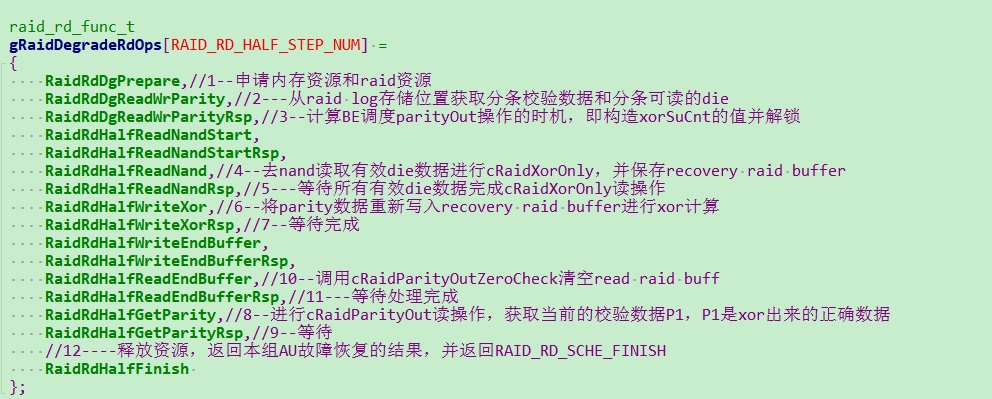 raid_rd_func_t
gRaidDegradeRdOps[RAID_RD_HALF_STEP_NUM] =
{
    RaidRdDgPrepare,//1--申请内存资源和raid资源
    RaidRdDgReadWrParity,//2---从raid log存储位置获取分条校验数据和分条可读的die
    RaidRdDgReadWrParityRsp,//3--计算BE调度parityOut操作的时机，即构造xorSuCnt的值并解锁
    RaidRdHalfReadNandStart,
    RaidRdHalfReadNandStartRsp,
    RaidRdHalfReadNand,//4--去nand读取有效die数据进行cRaidXorOnly，并保存recovery raid buffer
    RaidRdHalfReadNandRsp,//5---等待所有有效die数据完成cRaidXorOnly读操作
    RaidRdHalfWriteXor,//6--将parity数据重新写入recovery raid buffer进行xor计算
    RaidRdHalfWriteXorRsp,//7--等待完成
    RaidRdHalfWriteEndBuffer,
    RaidRdHalfWriteEndBufferRsp,
    RaidRdHalfReadEndBuffer,//10--调用cRaidParityOutZeroCheck清空read raid buff
    RaidRdHalfReadEndBufferRsp,//11---等待处理完成
    RaidRdHalfGetParity,//8--进行cRaidParityOut读操作，获取当前的校验数据P1，P1是xor出来的正确数据
    RaidRdHalfGetParityRsp,//9--等待
    //12----释放资源，返回本组AU故障恢复的结果，并返回RAID_RD_SCHE_FINISH
    RaidRdHalfFinish
};